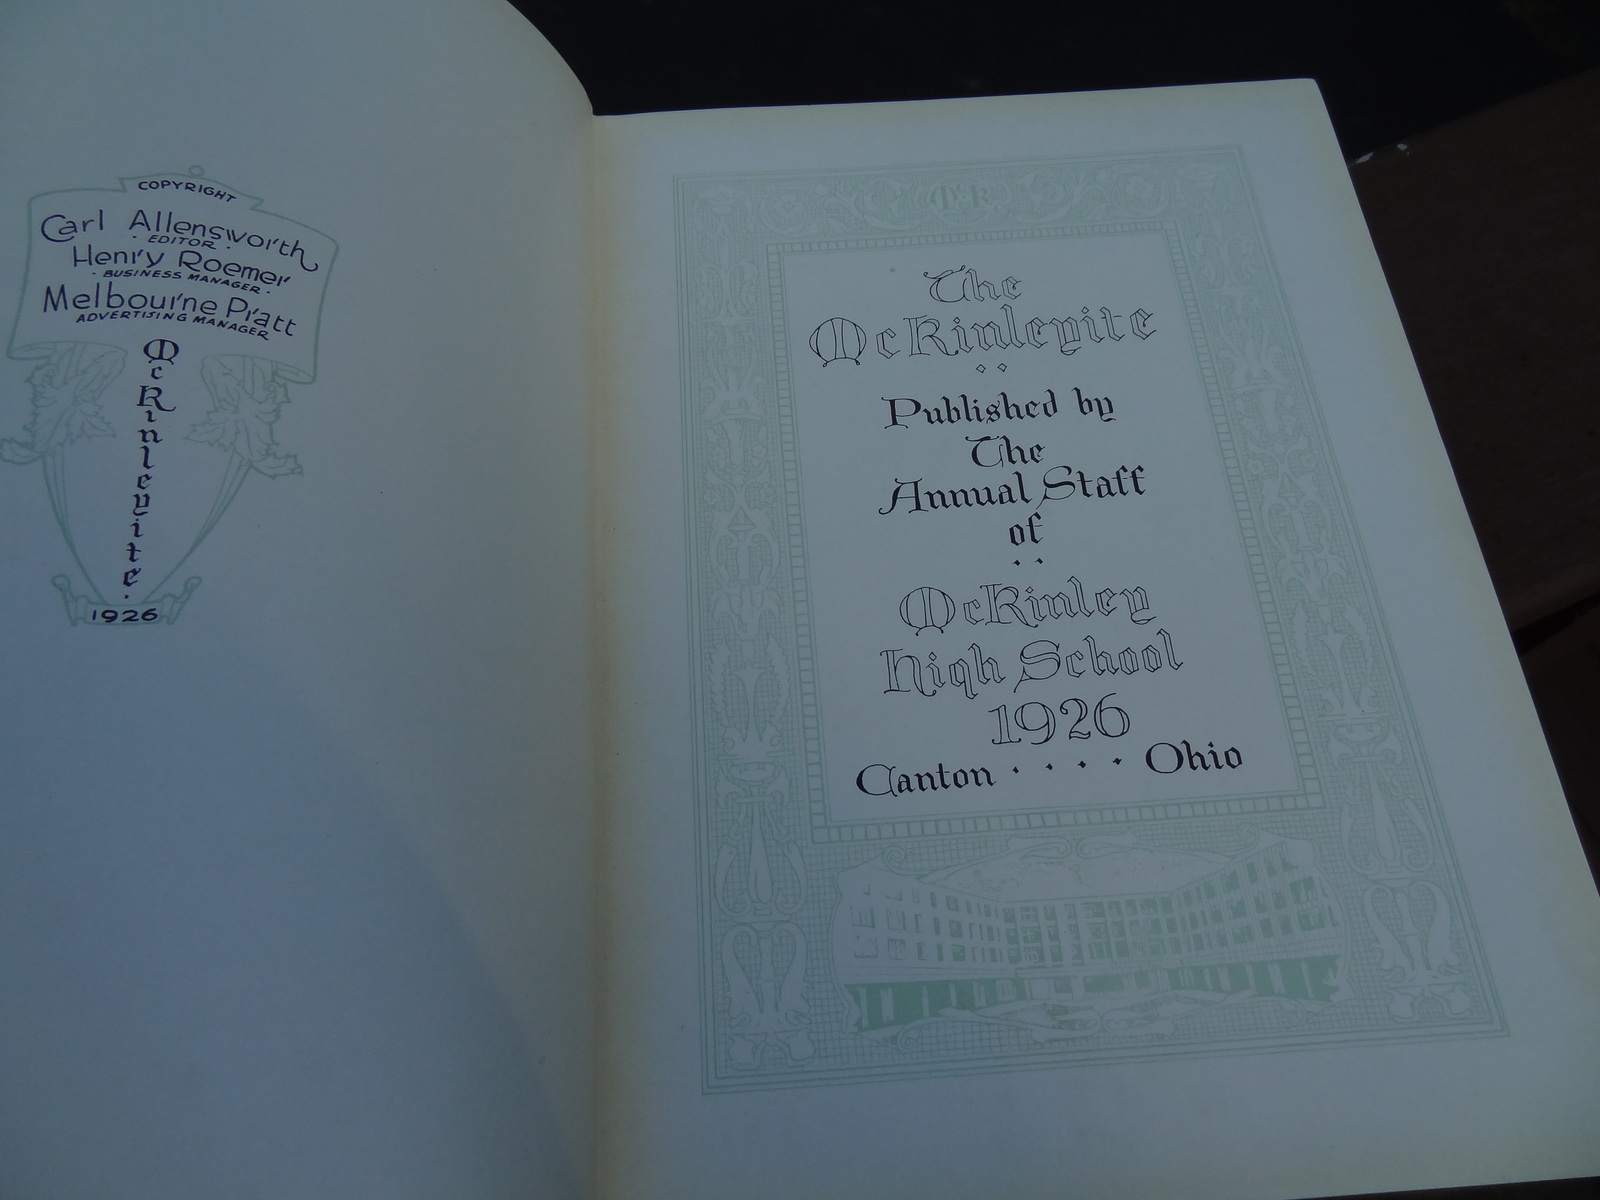 COPYRIGHT
Carl Allensworth
· EDITOR ·
Henry Roemer
· BUSINESS MANAGER ·
Melbourne Pratt
ADVERTISING MANAGER
McKinleyite.
1926
The
McKinleyite
Published by
The
Annual Staff
of
McKinley
High School
1926
Canton · · · · Ohio